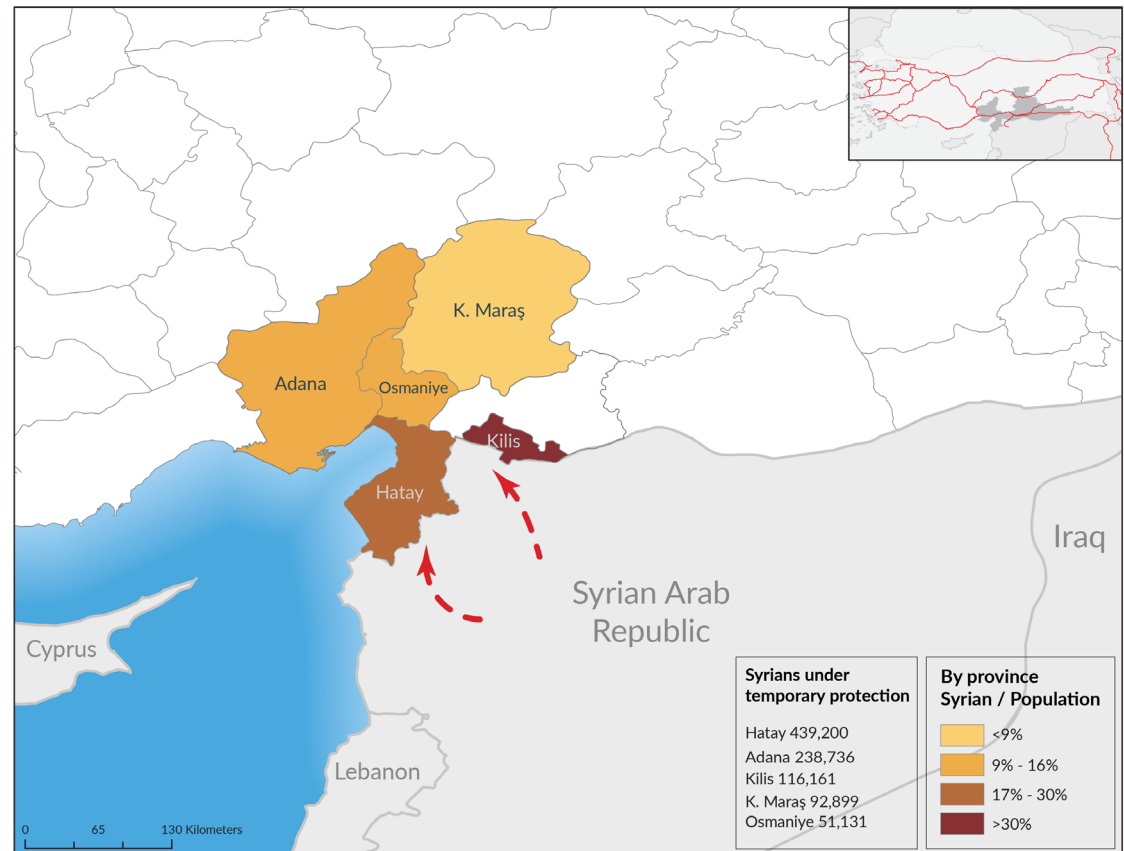 K. Maraş
Adana
Osmaniye
Kilis
Hatay
Iraq
Syrian Arab
Republic
Cyprus
Lebanon
Syrians under
temporary protection
Hatay 439,200
Adana 238,736
Kilis 116,161
K. Maraş 92,899
Osmaniye 51,131
By province
Syrian / Population
<9%
9% - 16%
17% - 30%
>30%
0 65 130 Kilometers